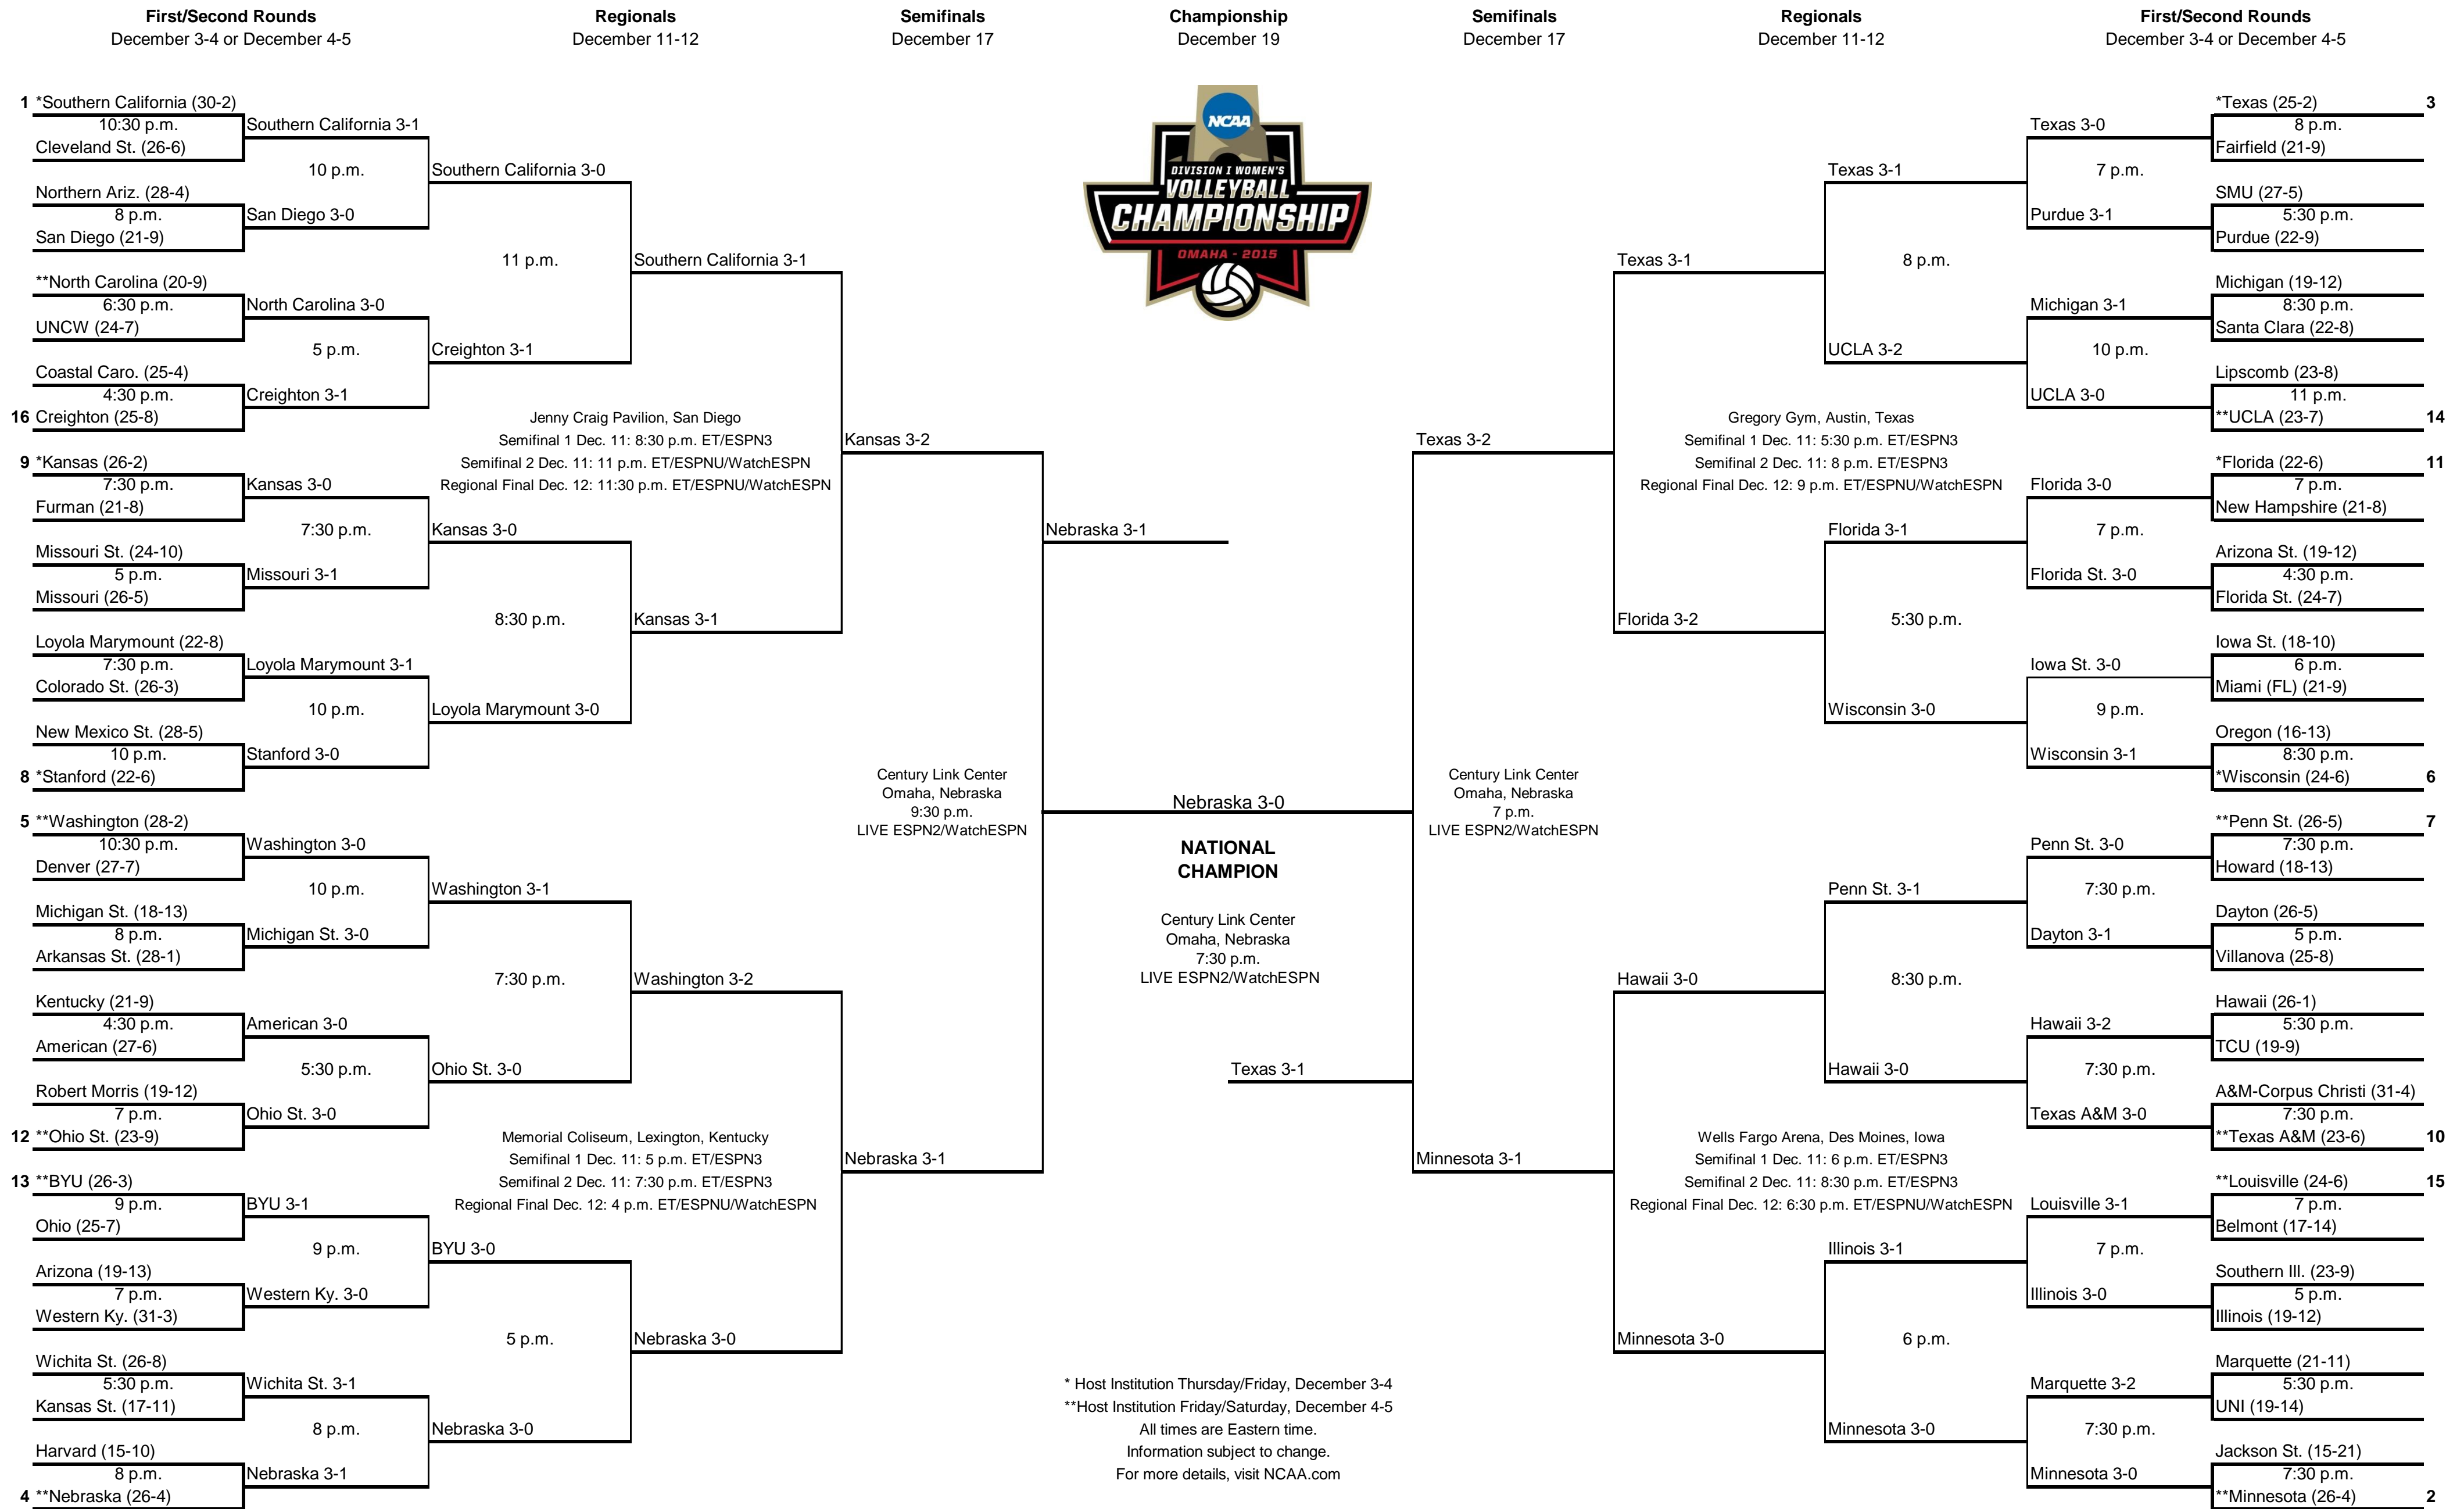 First/Second Rounds
December 3-4 or December 4-5
Regionals
December 11-12
Semifinals
December 17
Championship
December 19
Semifinals
December 17
Regionals
December 11-12
First/Second Rounds
December 3-4 or December 4-5
NCAA
DIVISION I WOMEN'S
VOLLEYBALL
CHAMPIONSHIP
OMAHA - 2015
1 *Southern California (30-2)
10:30 p.m.
Cleveland St. (26-6)
Northern Ariz. (28-4)
8 p.m.
San Diego (21-9)
**North Carolina (20-9)
6:30 p.m.
UNCW (24-7)
Coastal Caro. (25-4)
4:30 p.m.
16 Creighton (25-8)
9 *Kansas (26-2)
7:30 p.m.
Furman (21-8)
Missouri St. (24-10)
5 p.m.
Missouri (26-5)
Loyola Marymount (22-8)
7:30 p.m.
Colorado St. (26-3)
New Mexico St. (28-5)
10 p.m.
8 *Stanford (22-6)
5 **Washington (28-2)
10:30 p.m.
Denver (27-7)
Michigan St. (18-13)
8 p.m.
Arkansas St. (28-1)
Kentucky (21-9)
4:30 p.m.
American (27-6)
Robert Morris (19-12)
7 p.m.
12 **Ohio St. (23-9)
13 **BYU (26-3)
9 p.m.
Ohio (25-7)
Arizona (19-13)
7 p.m.
Western Ky. (31-3)
Wichita St. (26-8)
5:30 p.m.
Kansas St. (17-11)
Harvard (15-10)
8 p.m.
4 **Nebraska (26-4)
Southern California 3-1
10 p.m.
San Diego 3-0
North Carolina 3-0
5 p.m.
Creighton 3-1
Kansas 3-0
7:30 p.m.
Missouri 3-1
Loyola Marymount 3-1
10 p.m.
Stanford 3-0
Washington 3-0
10 p.m.
Michigan St. 3-0
American 3-0
5:30 p.m.
Ohio St. 3-0
BYU 3-1
9 p.m.
Western Ky. 3-0
Wichita St. 3-1
8 p.m.
Nebraska 3-1
Southern California 3-0
11 p.m.
Creighton 3-1
Jenny Craig Pavilion, San Diego
Semifinal 1 Dec. 11: 8:30 p.m. ET/ESPN3
Semifinal 2 Dec. 11: 11 p.m. ET/ESPNU/WatchESPN
Regional Final Dec. 12: 11:30 p.m. ET/ESPNU/WatchESPN
Kansas 3-0
8:30 p.m.
Loyola Marymount 3-0
Washington 3-1
7:30 p.m.
Ohio St. 3-0
Memorial Coliseum, Lexington, Kentucky
Semifinal 1 Dec. 11: 5 p.m. ET/ESPN3
Semifinal 2 Dec. 11: 7:30 p.m. ET/ESPN3
Regional Final Dec. 12: 4 p.m. ET/ESPNU/WatchESPN
BYU 3-0
5 p.m.
Nebraska 3-0
Southern California 3-1
Kansas 3-1
Washington 3-2
Nebraska 3-0
Kansas 3-2
Century Link Center
Omaha, Nebraska
9:30 p.m.
LIVE ESPN2/WatchESPN
Nebraska 3-1
Nebraska 3-1
Nebraska 3-0
NATIONAL
CHAMPION
Century Link Center
Omaha, Nebraska
7:30 p.m.
LIVE ESPN2/WatchESPN
Texas 3-1
* Host Institution Thursday/Friday, December 3-4
**Host Institution Friday/Saturday, December 4-5
All times are Eastern time.
Information subject to change.
For more details, visit NCAA.com
Texas 3-2
Century Link Center
Omaha, Nebraska
7 p.m.
LIVE ESPN2/WatchESPN
Minnesota 3-1
Texas 3-1
Florida 3-2
Hawaii 3-0
Minnesota 3-0
Texas 3-1
8 p.m.
UCLA 3-2
Gregory Gym, Austin, Texas
Semifinal 1 Dec. 11: 5:30 p.m. ET/ESPN3
Semifinal 2 Dec. 11: 8 p.m. ET/ESPN3
Regional Final Dec. 12: 9 p.m. ET/ESPNU/WatchESPN
Florida 3-1
5:30 p.m.
Wisconsin 3-0
Penn St. 3-1
8:30 p.m.
Hawaii 3-0
Wells Fargo Arena, Des Moines, Iowa
Semifinal 1 Dec. 11: 6 p.m. ET/ESPN3
Semifinal 2 Dec. 11: 8:30 p.m. ET/ESPN3
Regional Final Dec. 12: 6:30 p.m. ET/ESPNU/WatchESPN
Illinois 3-1
6 p.m.
Minnesota 3-0
Texas 3-0
7 p.m.
Purdue 3-1
Michigan 3-1
10 p.m.
UCLA 3-0
Florida 3-0
7 p.m.
Florida St. 3-0
Iowa St. 3-0
9 p.m.
Wisconsin 3-1
Penn St. 3-0
7:30 p.m.
Dayton 3-1
Hawaii 3-2
7:30 p.m.
Texas A&M 3-0
Louisville 3-1
7 p.m.
Illinois 3-0
Marquette 3-2
7:30 p.m.
Minnesota 3-0
*Texas (25-2) 3
8 p.m.
Fairfield (21-9)
SMU (27-5)
5:30 p.m.
Purdue (22-9)
Michigan (19-12)
8:30 p.m.
Santa Clara (22-8)
Lipscomb (23-8)
11 p.m.
**UCLA (23-7) 14
*Florida (22-6) 11
7 p.m.
New Hampshire (21-8)
Arizona St. (19-12)
4:30 p.m.
Florida St. (24-7)
Iowa St. (18-10)
6 p.m.
Miami (FL) (21-9)
Oregon (16-13)
8:30 p.m.
*Wisconsin (24-6) 6
**Penn St. (26-5) 7
7:30 p.m.
Howard (18-13)
Dayton (26-5)
5 p.m.
Villanova (25-8)
Hawaii (26-1)
5:30 p.m.
TCU (19-9)
A&M-Corpus Christi (31-4)
7:30 p.m.
**Texas A&M (23-6) 10
**Louisville (24-6) 15
7 p.m.
Belmont (17-14)
Southern Ill. (23-9)
5 p.m.
Illinois (19-12)
Marquette (21-11)
5:30 p.m.
UNI (19-14)
Jackson St. (15-21)
7:30 p.m.
**Minnesota (26-4) 2